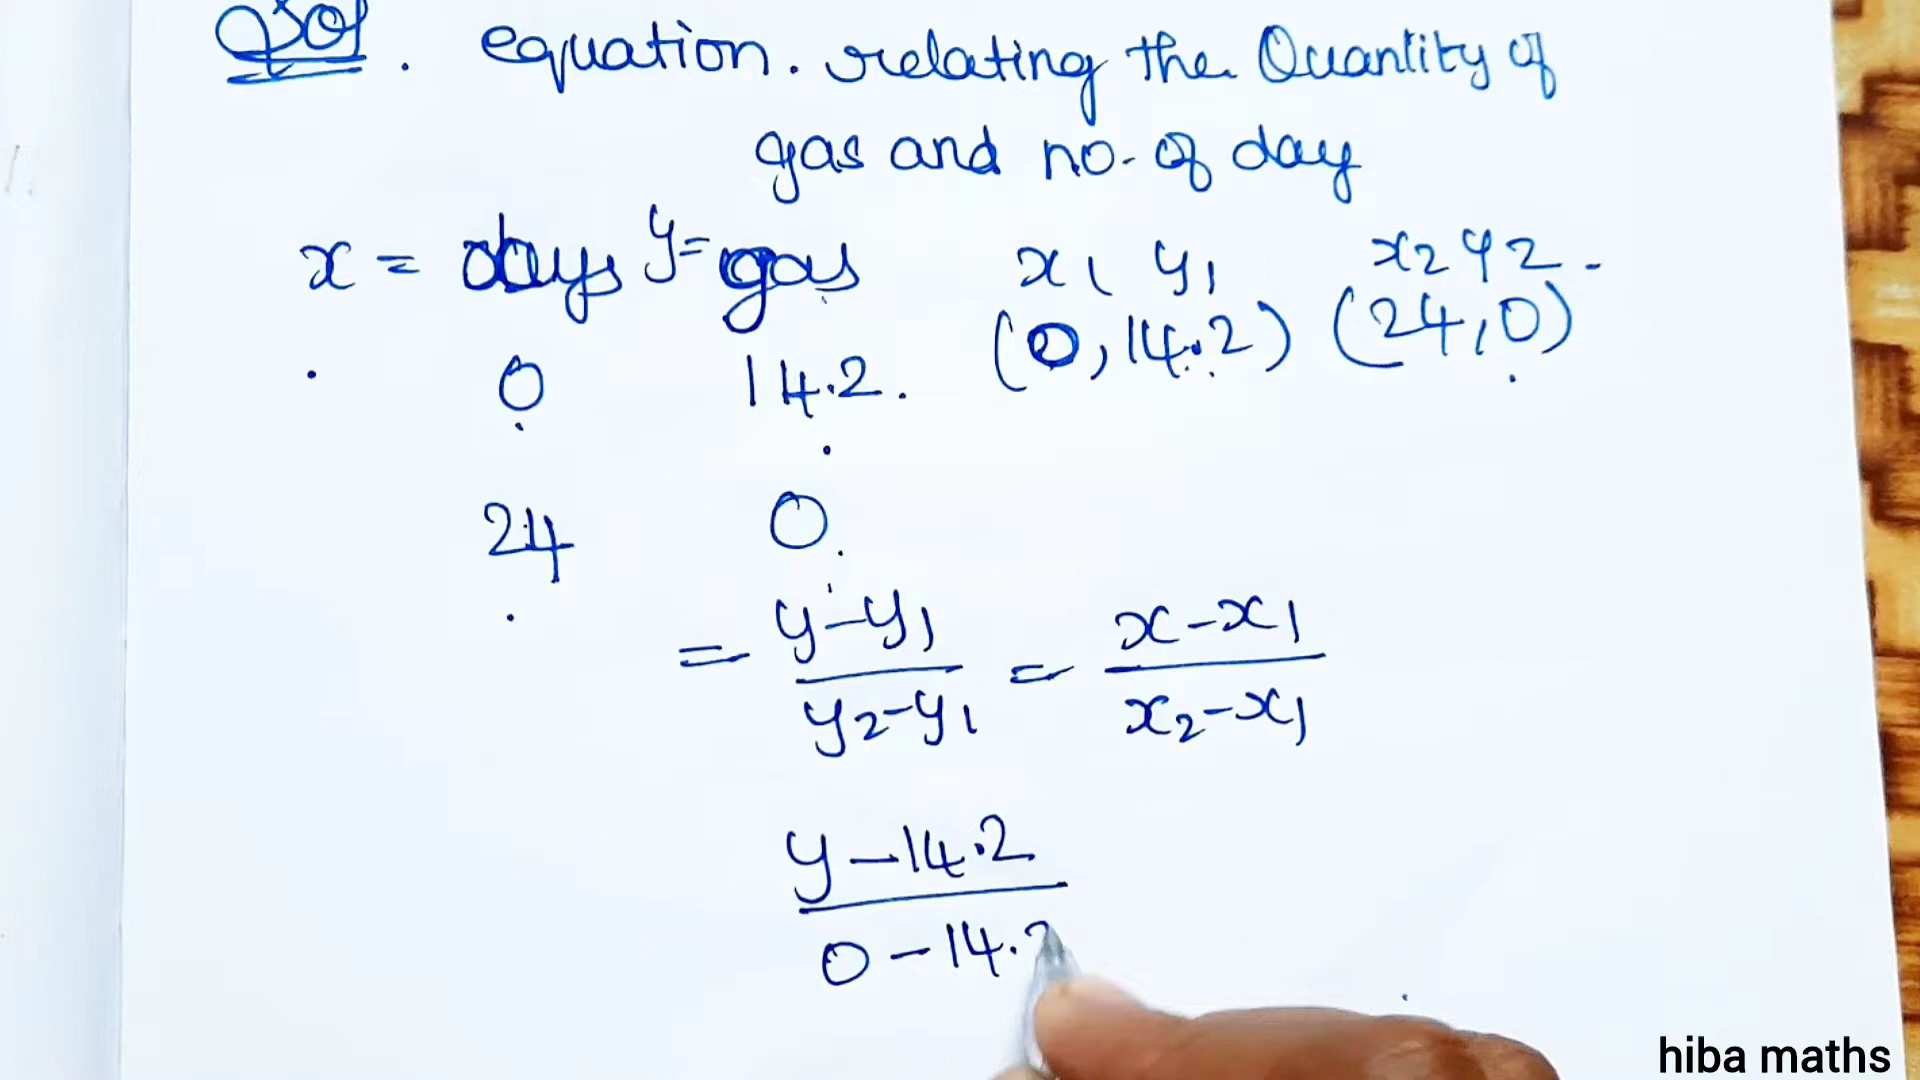 Sol. equation. relating the Quantity of
gas and no. of day
x = days y= gas
x1 y1 x2 y2
(0, 14.2) (24, 0)
0 14.2.
24 0.
= y-y1 / y2-y1 = x-x1 / x2-x1
y-14.2
0-14.2
hiba maths